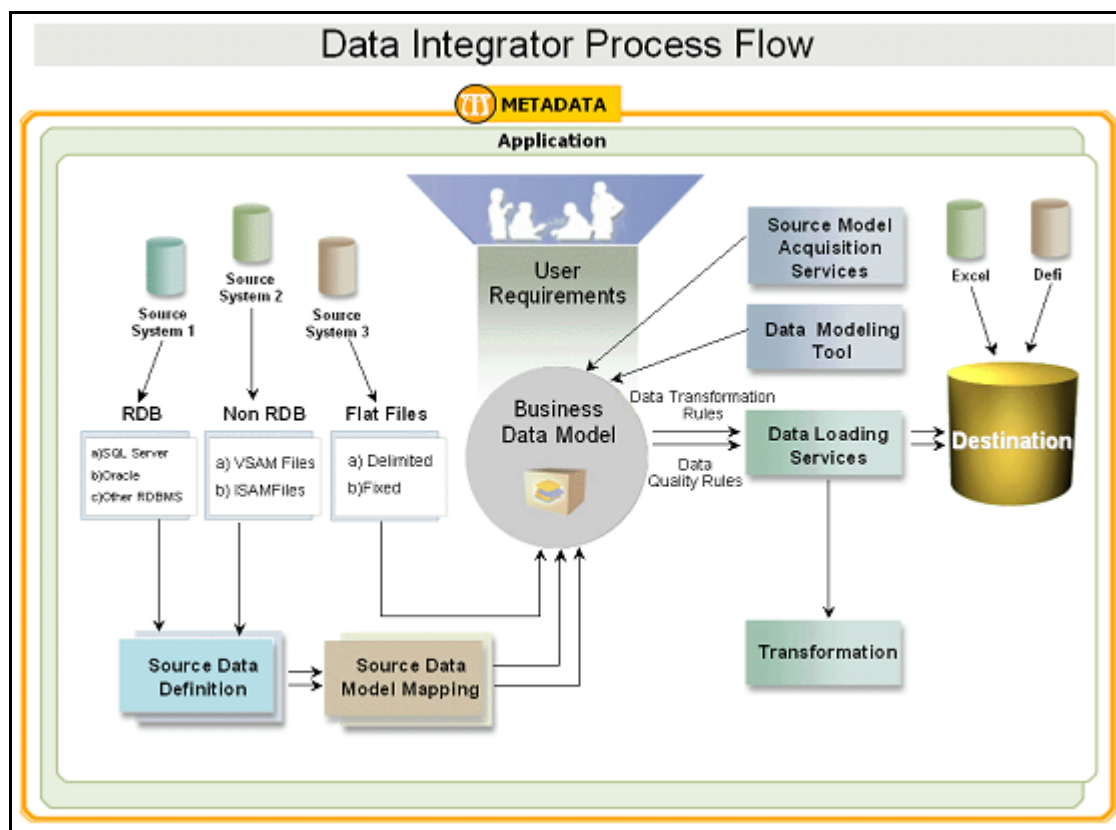 Data Integrator Process Flow
METADATA
Application
Source
System 1
Source
System 2
Source
System 3
User
Requirements
Source Model
Acquisition
Services
Data Modeling
Tool
Excel
Defi
RDB
a)SQL Server
b)Oracle
c)Other RDBMS
Non RDB
a) VSAM Files
b) ISAMFiles
Flat Files
a) Delimited
b)Fixed
Business
Data Model
Data Transformation
Rules
Data
Quality Rules
Data Loading
Services
Destination
Source Data
Definition
Source Data
Model Mapping
Transformation